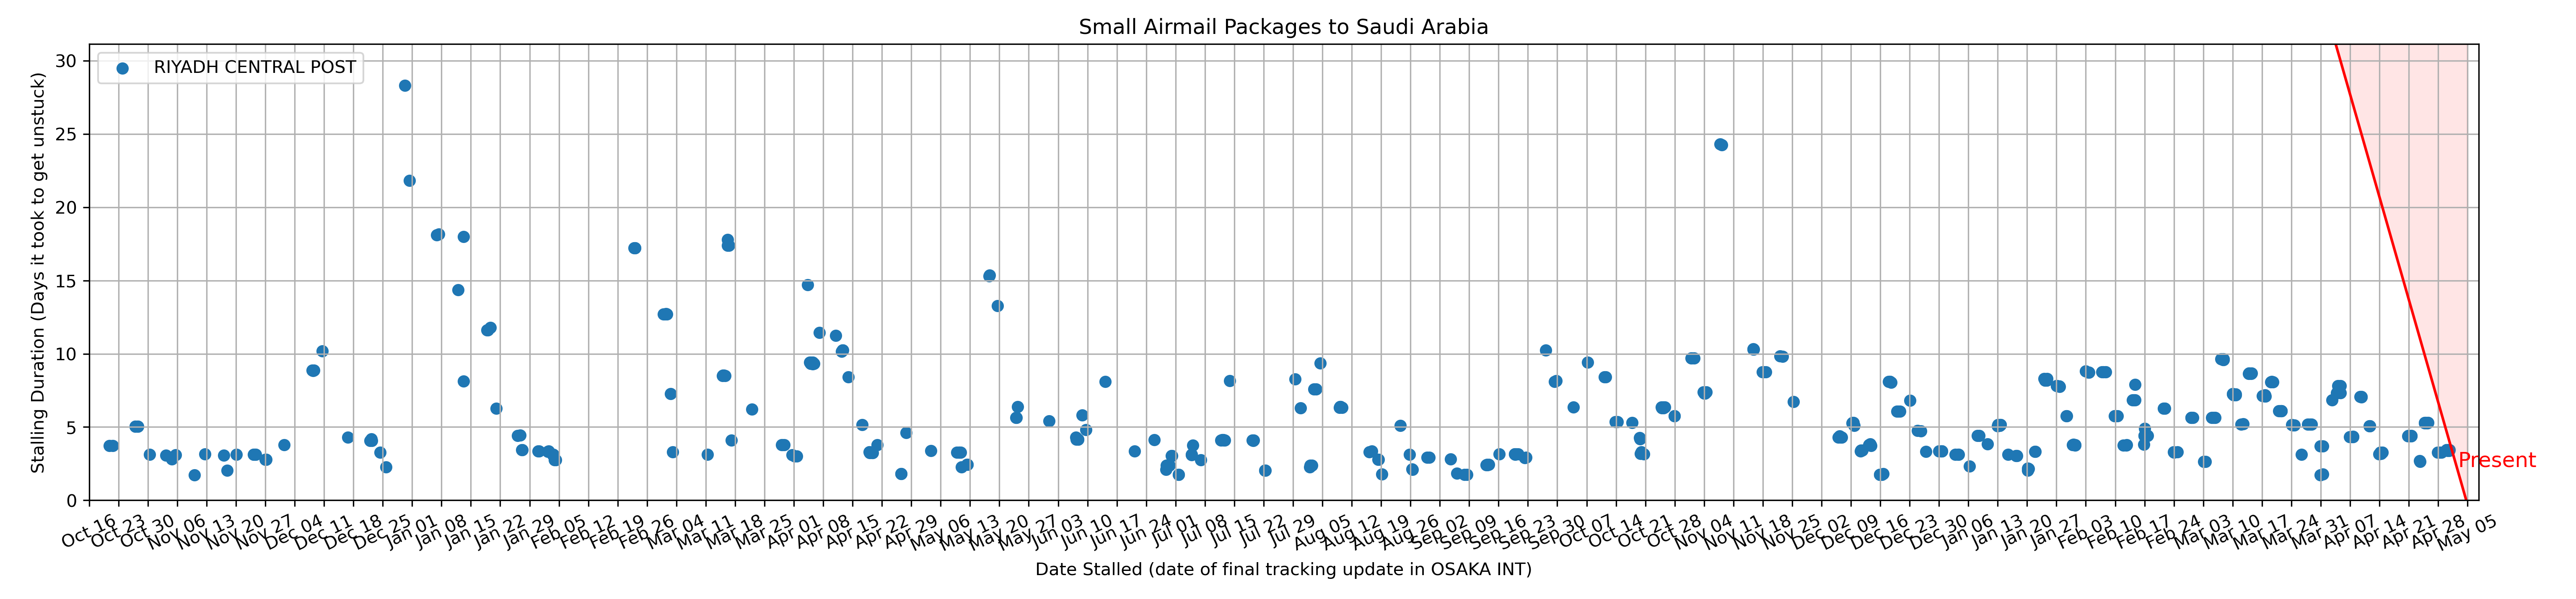 Small Airmail Packages to Saudi Arabia
RIYADH CENTRAL POST
Stalling Duration (Days it took to get unstuck)
30
25
20
15
10
5
0
Present
Oct 16
Oct 23
Oct 30
Nov 06
Nov 13
Nov 20
Nov 27
Dec 04
Dec 11
Dec 18
Dec 25
Jan 01
Jan 08
Jan 15
Jan 22
Jan 29
Feb 05
Feb 12
Feb 19
Feb 26
Mar 04
Mar 11
Mar 18
Mar 25
Apr 01
Apr 08
Apr 15
Apr 22
Apr 29
May 06
May 13
May 20
May 27
Jun 03
Jun 10
Jun 17
Jun 24
Jul 01
Jul 08
Jul 15
Jul 22
Jul 29
Aug 05
Aug 12
Aug 19
Aug 26
Sep 02
Sep 09
Sep 16
Sep 23
Sep 30
Oct 07
Oct 14
Oct 21
Oct 28
Nov 04
Nov 11
Nov 18
Nov 25
Dec 02
Dec 09
Dec 16
Dec 23
Dec 30
Jan 06
Jan 13
Jan 20
Jan 27
Feb 03
Feb 10
Feb 17
Feb 24
Mar 03
Mar 10
Mar 17
Mar 24
Mar 31
Apr 07
Apr 14
Apr 21
Apr 28
May 05
Date Stalled (date of final tracking update in OSAKA INT)